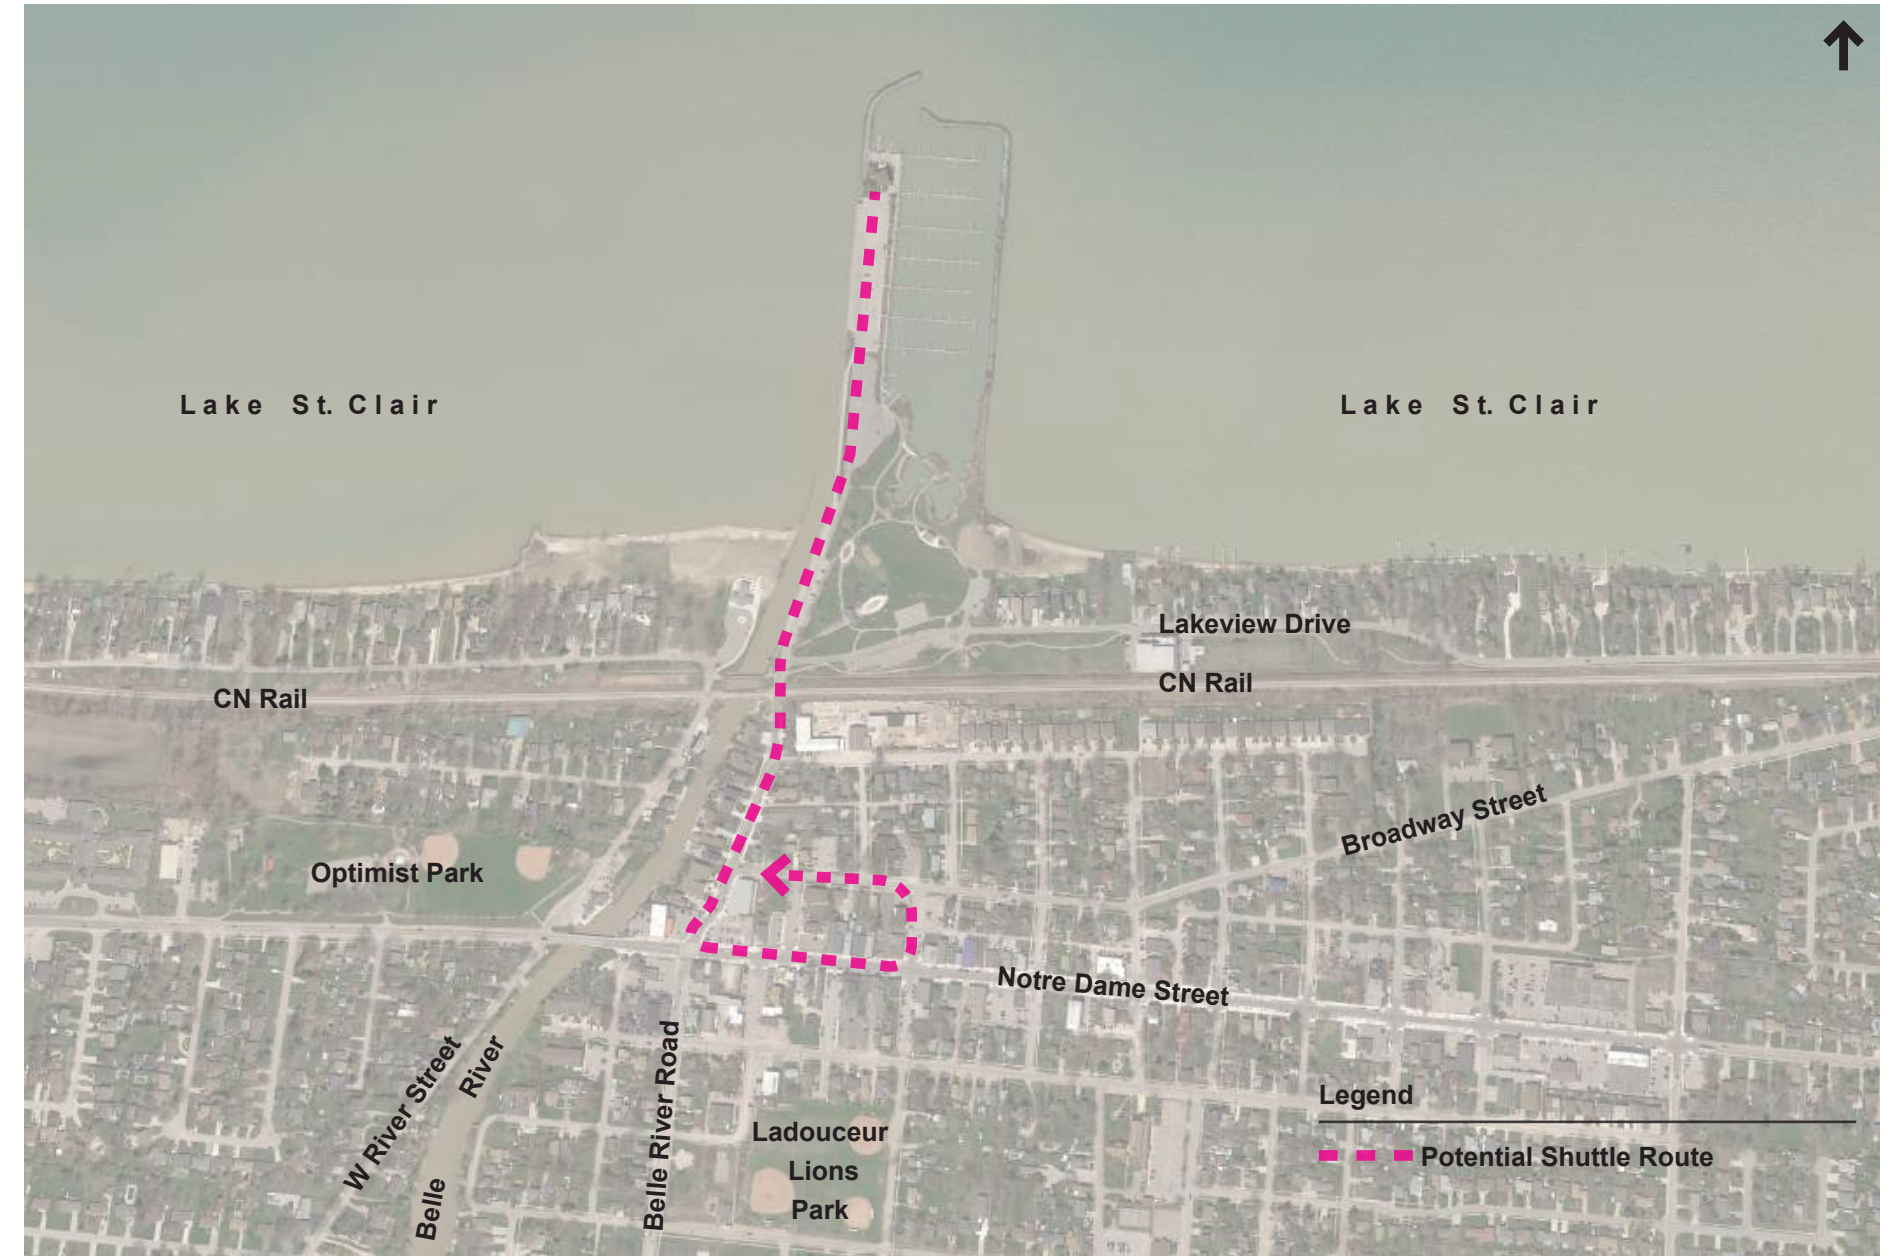 Lake St. Clair
Lake St. Clair
Lakeview Drive
CN Rail
CN Rail
Broadway Street
Optimist Park
Notre Dame Street
W River Street
Belle River
Belle River Road
Ladouceur
Lions
Park
Legend
Potential Shuttle Route